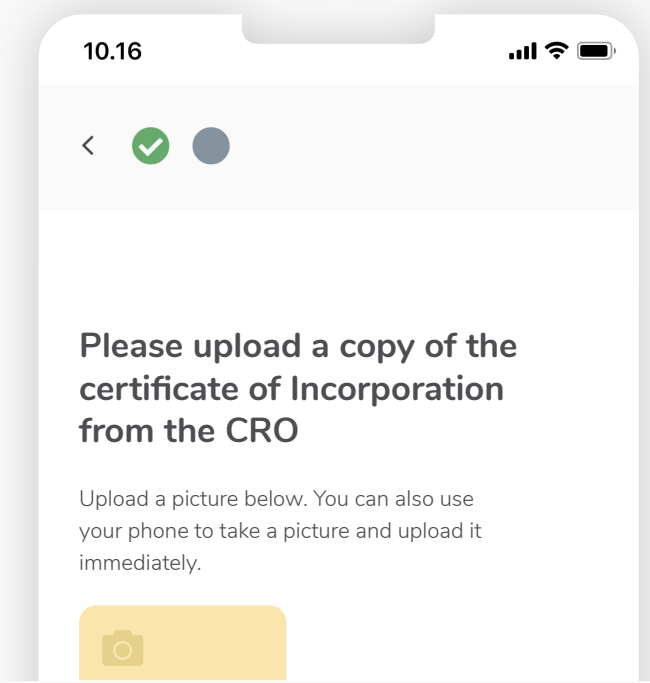 10.16
Please upload a copy of the
certificate of Incorporation
from the CRO
Upload a picture below. You can also use
your phone to take a picture and upload it
immediately.